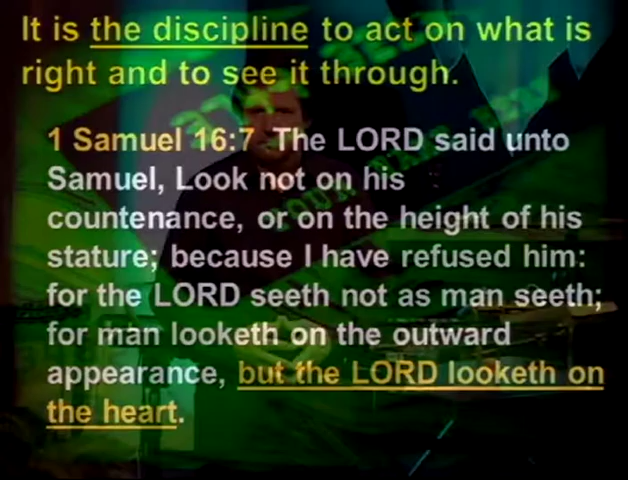 It is the discipline to act on what is
right and to see it through.
1 Samuel 16:7 The LORD said unto
Samuel, Look not on his
countenance, or on the height of his
stature; because I have refused him:
for the LORD seeth not as man seeth;
for man looketh on the outward
appearance, but the LORD looketh on
the heart.